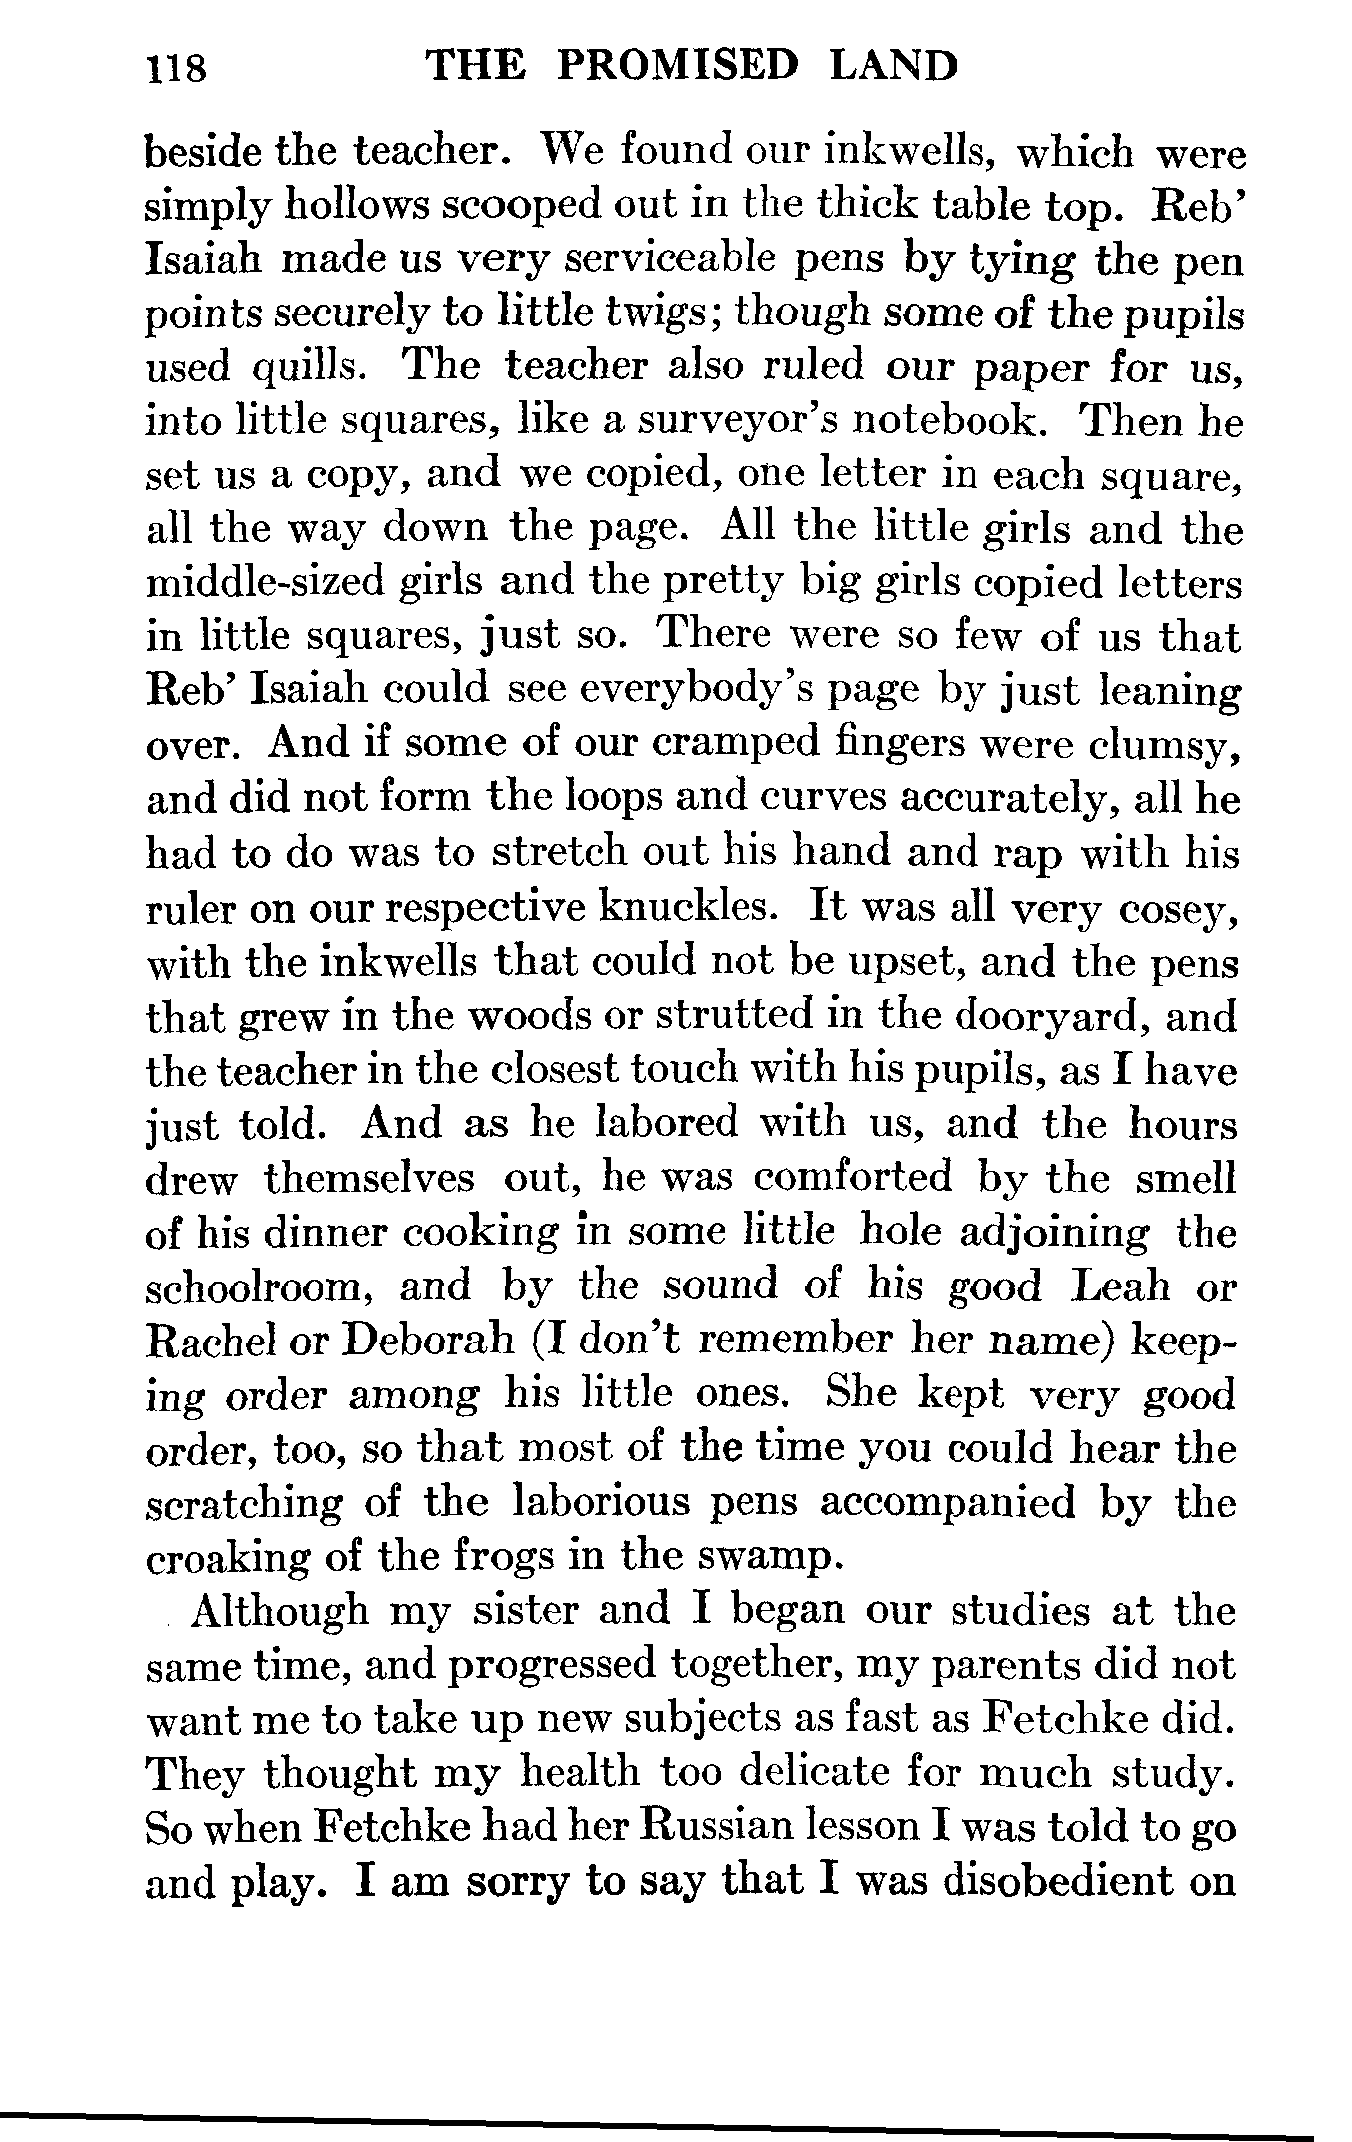 118 THE PROMISED LAND
beside the teacher. We found our inkwells, which were
simply hollows scooped out in the thick table top. Reb’
Isaiah made us very serviceable pens by tying the pen
points securely to little twigs; though some of the pupils
used quills. The teacher also ruled our paper for us,
into little squares, like a surveyor’s notebook. Then he
set us a copy, and we copied, one letter in each square,
all the way down the page. All the little girls and the
middle-sized girls and the pretty big girls copied letters
in little squares, just so. There were so few of us that
Reb’ Isaiah could see everybody’s page by just leaning
over. And if some of our cramped fingers were clumsy,
and did not form the loops and curves accurately, all he
had to do was to stretch out his hand and rap with his
ruler on our respective knuckles. It was all very cosey,
with the inkwells that could not be upset, and the pens
that grew in the woods or strutted in the dooryard, and
the teacher in the closest touch with his pupils, as I have
just told. And as he labored with us, and the hours
drew themselves out, he was comforted by the smell
of his dinner cooking in some little hole adjoining the
schoolroom, and by the sound of his good Leah or
Rachel or Deborah (I don’t remember her name) keep-
ing order among his little ones. She kept very good
order, too, so that most of the time you could hear the
scratching of the laborious pens accompanied by the
croaking of the frogs in the swamp.
Although my sister and I began our studies at the
same time, and progressed together, my parents did not
want me to take up new subjects as fast as Fetchke did.
They thought my health too delicate for much study.
So when Fetchke had her Russian lesson I was told to go
and play. I am sorry to say that I was disobedient on